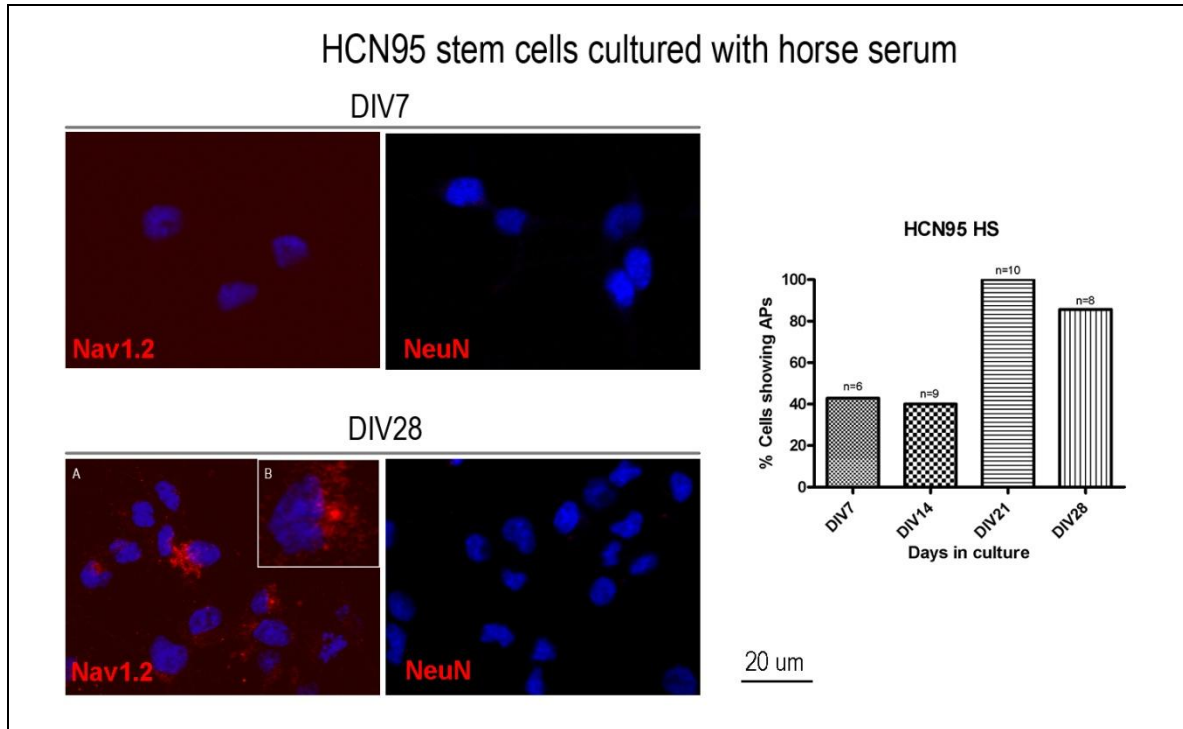 HCN95 stem cells cultured with horse serum
DIV7
Nav1.2
NeuN
DIV28
A
B
Nav1.2
NeuN
HCN95 HS
% Cells showing APs
100
80
60
40
20
0
n=6
n=9
n=10
n=8
DIV7
DIV14
DIV21
DIV28
Days in culture
20 um